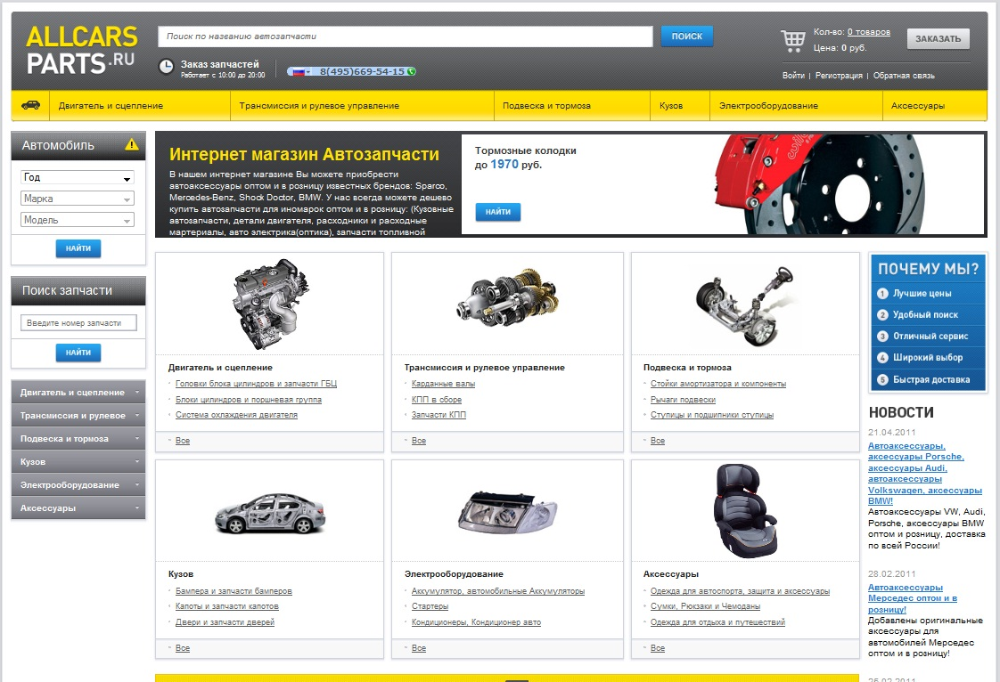 ALLCARS
PARTS.RU
Поиск по названию автозапчасти
ПОИСК
Заказ запчастей
Работает с 10:00 до 20:00
8(495)669-54-15
Кол-во: 0 товаров
Цена: 0 руб.
ЗАКАЗАТЬ
Войти | Регистрация | Обратная связь
Двигатель и сцепление
Трансмиссия и рулевое управление
Подвеска и тормоза
Кузов
Электрооборудование
Аксессуары
Автомобиль
Год
Марка
Модель
НАЙТИ
Поиск запчасти
Введите номер запчасти
НАЙТИ
Двигатель и сцепление
Трансмиссия и рулевое
Подвеска и тормоза
Кузов
Электрооборудование
Аксессуары
Интернет магазин Автозапчасти
В нашем интернет магазине Вы можете приобрести
автоаксессуары оптом и в розницу известных брендов: Sparco,
Mercedes-Benz, Shock Doctor, BMW. У нас всегда можете дешево
купить автозапчасти для иномарок оптом и в розницу: (Кузовные
автозапчасти, детали двигателя, расходники и расходные
мартериалы, авто электрика(оптика), запчасти топливной
Тормозные колодки
до 1970 руб.
НАЙТИ
Двигатель и сцепление
Головки блока цилиндров и запчасти ГБЦ
Блоки цилиндров и поршневая группа
Система охлаждения двигателя
Все
Трансмиссия и рулевое управление
Карданные валы
КПП в сборе
Запчасти КПП
Все
Подвеска и тормоза
Стойки амортизатора и компоненты
Рычаги подвески
Ступицы и подшипники ступицы
Все
Кузов
Бампера и запчасти бамперов
Капоты и запчасти капотов
Двери и запчасти дверей
Все
Электрооборудование
Аккумулятор, автомобильные Аккумуляторы
Стартеры
Кондиционеры, Кондиционер авто
Все
Аксессуары
Одежда для автоспорта, защита и аксессуары
Сумки, Рюкзаки и Чемоданы
Одежда для отдыха и путешествий
Все
ПОЧЕМУ МЫ?
1 Лучшие цены
2 Удобный поиск
3 Отличный сервис
4 Широкий выбор
5 Быстрая доставка
НОВОСТИ
21.04.2011
Автоаксессуары,
аксессуары Porsche,
аксессуары Audi,
автоаксессуары
Volkswagen, аксессуары
BMW!
Автоаксессуары VW, Audi,
Porsche, аксессуары BMW
оптом и розницу, доставка
по всей России!
28.02.2011
Автоаксессуары
Мерседес оптом и в
розницу!
Добавлены оригинальные
аксессуары для
автомобилей Мерседес
оптом и в розницу!